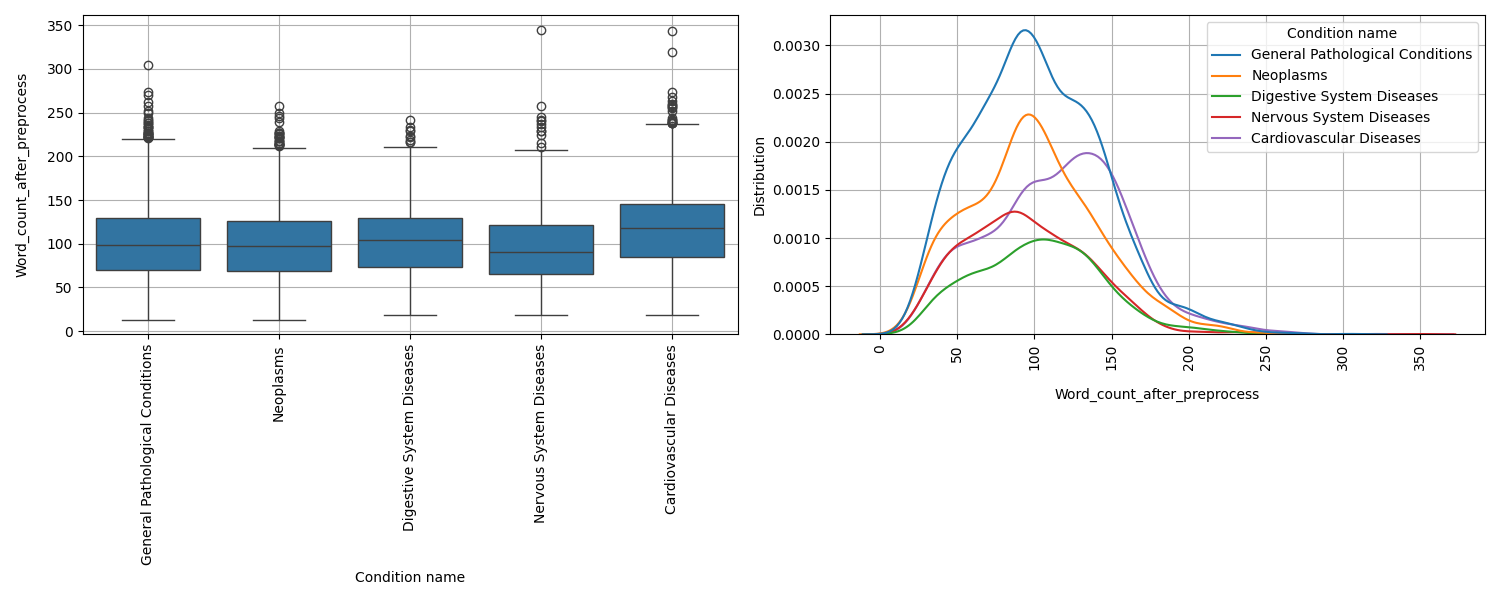 Word_count_after_preprocess
350
300
250
200
150
100
50
0
General Pathological Conditions
Neoplasms
Digestive System Diseases
Nervous System Diseases
Cardiovascular Diseases
Condition name
Distribution
0.0030
0.0025
0.0020
0.0015
0.0010
0.0005
0.0000
0
50
100
150
200
250
300
350
Word_count_after_preprocess
Condition name
General Pathological Conditions
Neoplasms
Digestive System Diseases
Nervous System Diseases
Cardiovascular Diseases